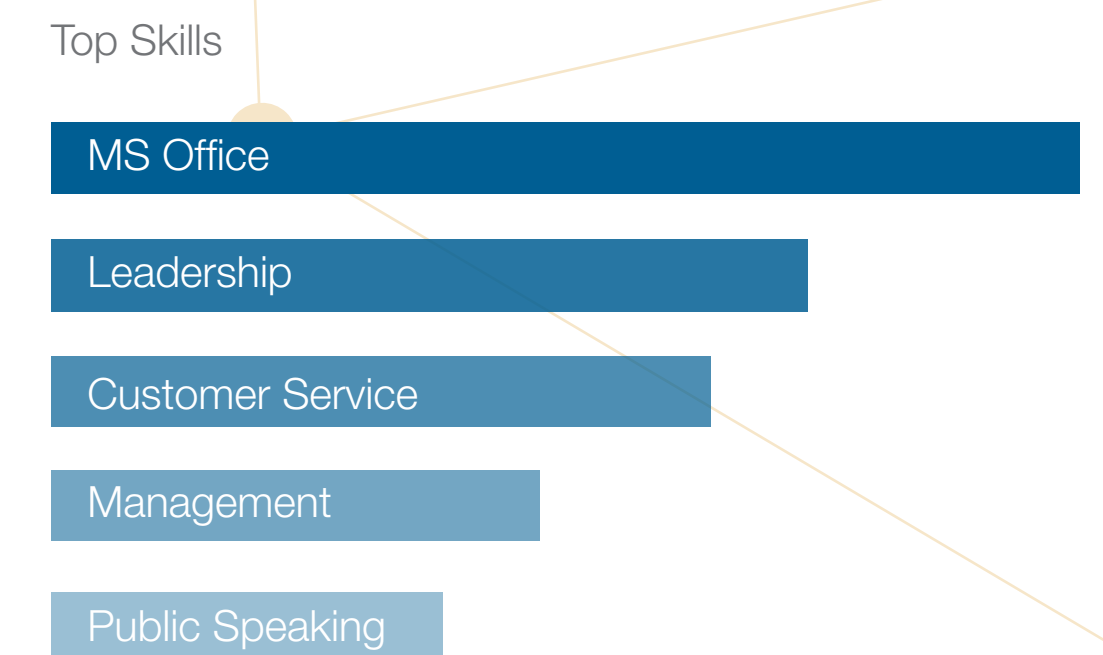 Top Skills
MS Office
Leadership
Customer Service
Management
Public Speaking